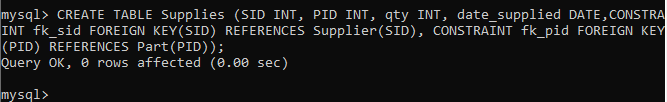 mysql> CREATE TABLE Supplies (SID INT, PID INT, qty INT, date_supplied DATE,CONSTRA
INT fk_sid FOREIGN KEY(SID) REFERENCES Supplier(SID), CONSTRAINT fk_pid FOREIGN KEY
(PID) REFERENCES Part(PID));
Query OK, 0 rows affected (0.00 sec)
mysql>